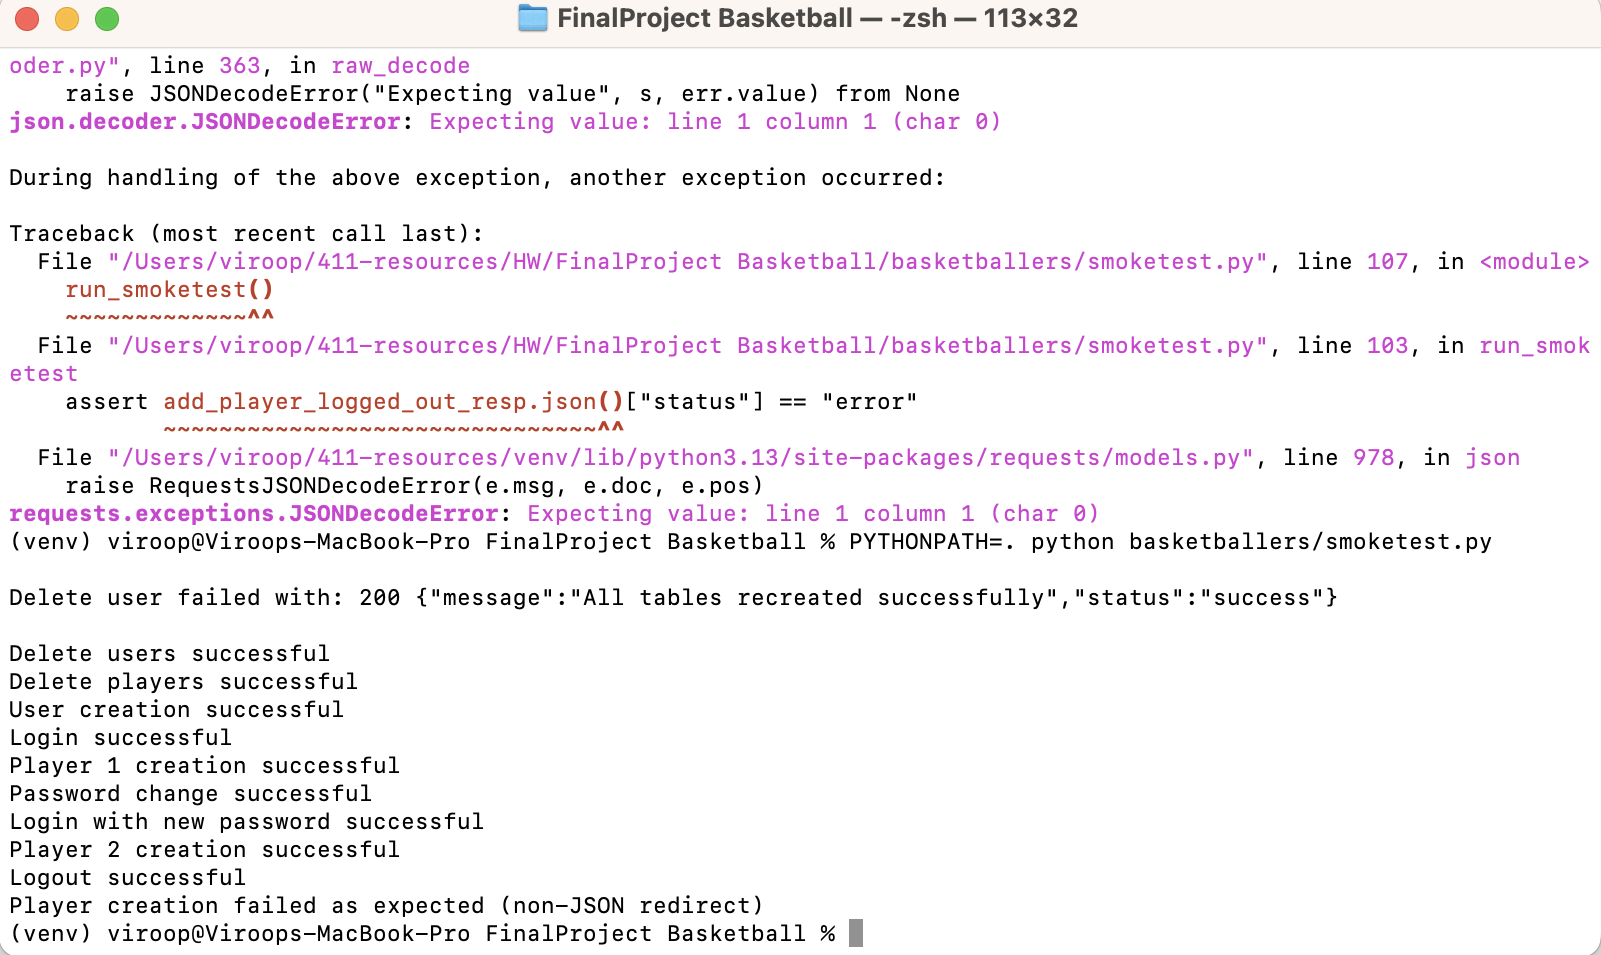 FinalProject Basketball — -zsh — 113×32
oder.py", line 363, in raw_decode
    raise JSONDecodeError("Expecting value", s, err.value) from None
json.decoder.JSONDecodeError: Expecting value: line 1 column 1 (char 0)

During handling of the above exception, another exception occurred:

Traceback (most recent call last):
  File "/Users/viroop/411-resources/HW/FinalProject Basketball/basketballers/smoketest.py", line 107, in <module>
    run_smoketest()
    ~~~~~~~~~~~~~^^
  File "/Users/viroop/411-resources/HW/FinalProject Basketball/basketballers/smoketest.py", line 103, in run_smok
etest
    assert add_player_logged_out_resp.json()["status"] == "error"
           ~~~~~~~~~~~~~~~~~~~~~~~~~~~~~~~^^
  File "/Users/viroop/411-resources/venv/lib/python3.13/site-packages/requests/models.py", line 978, in json
    raise RequestsJSONDecodeError(e.msg, e.doc, e.pos)
requests.exceptions.JSONDecodeError: Expecting value: line 1 column 1 (char 0)
(venv) viroop@Viroops-MacBook-Pro FinalProject Basketball % PYTHONPATH=. python basketballers/smoketest.py

Delete user failed with: 200 {"message":"All tables recreated successfully","status":"success"}

Delete users successful
Delete players successful
User creation successful
Login successful
Player 1 creation successful
Password change successful
Login with new password successful
Player 2 creation successful
Logout successful
Player creation failed as expected (non-JSON redirect)
(venv) viroop@Viroops-MacBook-Pro FinalProject Basketball %